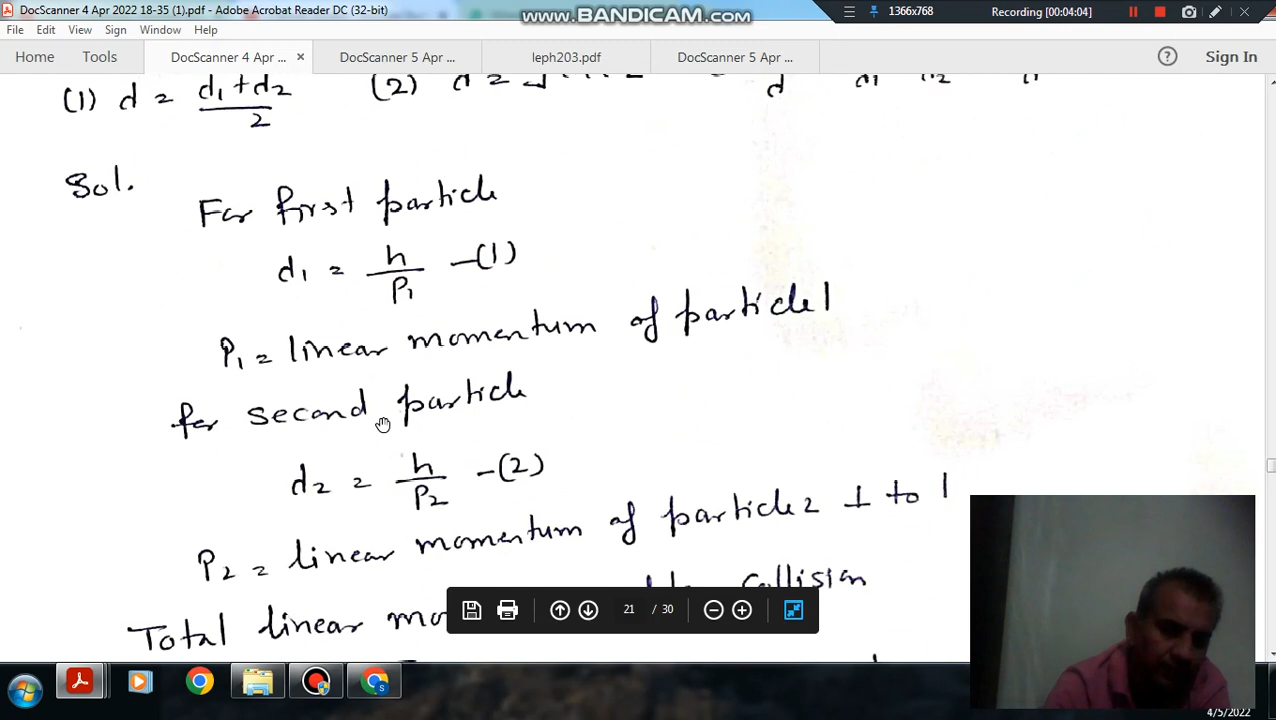 DocScanner 4 Apr 2022 18-35 (1).pdf - Adobe Acrobat Reader DC (32-bit)
www.BANDICAM.com
1366x768
Recording [00:04:04]
File Edit View Sign Window Help
Home Tools DocScanner 4 Apr ... × DocScanner 5 Apr ... leph203.pdf DocScanner 5 Apr ... Sign In
(1) d = d1+d2/2 (2) d =
Sol.
For first particle
d1 = h/P1 -(1)
P1 = linear momentum of particle 1
for second particle
d2 = h/P2 -(2)
P2 = linear momentum of particle 2 ⊥ to 1
collision
Total linear mo
21 / 30
4/5/2022